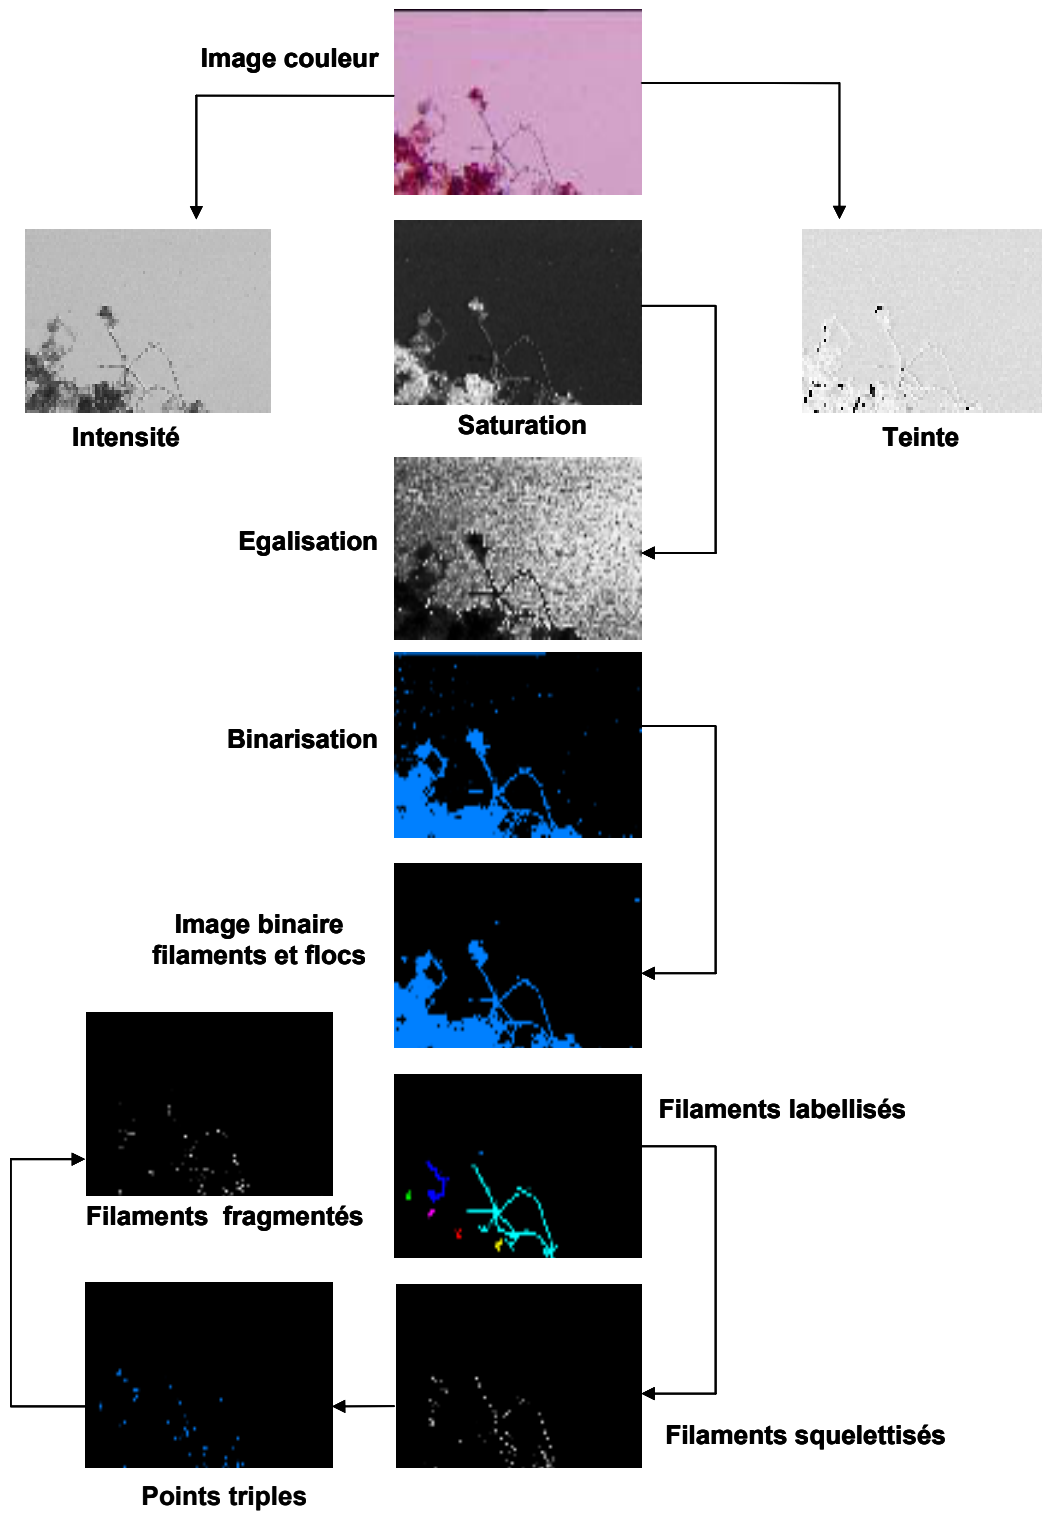 Image couleur
Intensité
Saturation
Teinte
Egalisation
Binarisation
Image binaire
filaments et flocs
Filaments labellisés
Filaments fragmentés
Filaments squelettisés
Points triples